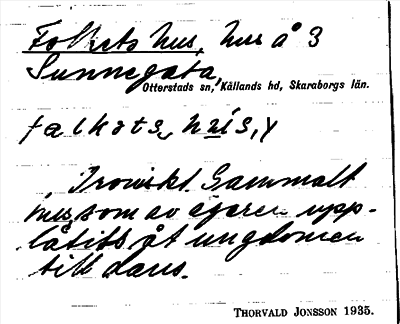 Folkets hus, hus å 3
Sunnegata,
Otterstads sn, Kållands hd, Skaraborgs län.
Ironiskt. Gammalt
hus, som av ägaren upp-
låtits åt ungdomen
till dans.
THORVALD JONSSON 1935.